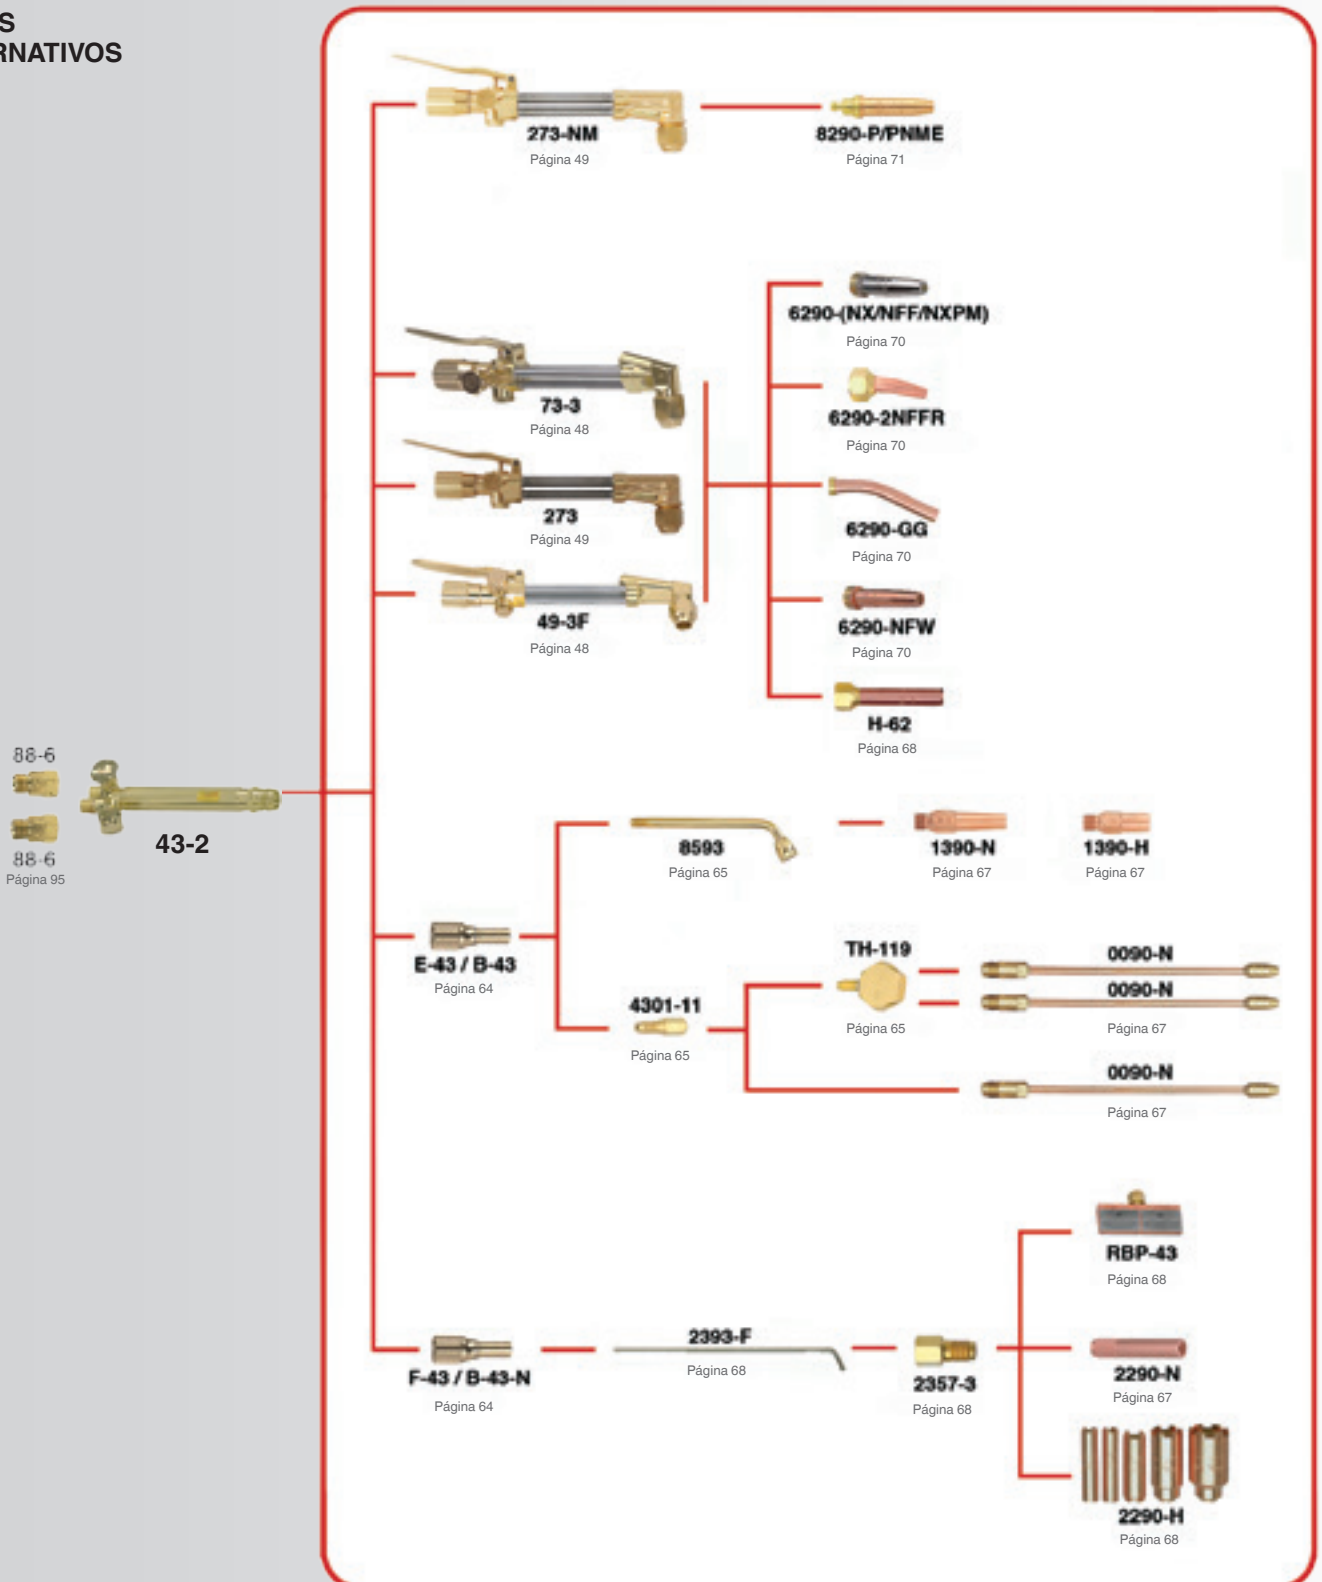 S
RNATIVOS
273-NM
Página 49
8290-P/PNME
Página 71
6290-(NX/NFF/NXPM)
Página 70
73-3
Página 48
6290-2NFFR
Página 70
273
Página 49
6290-GG
Página 70
49-3F
Página 48
6290-NFW
Página 70
H-62
Página 68
88-6
88-6
Página 95
43-2
8593
Página 65
1390-N
Página 67
1390-H
Página 67
E-43 / B-43
Página 64
4301-11
Página 65
TH-119
Página 65
0090-N
0090-N
Página 67
0090-N
Página 67
RBP-43
Página 68
F-43 / B-43-N
Página 64
2393-F
Página 68
2357-3
Página 68
2290-N
Página 67
2290-H
Página 68